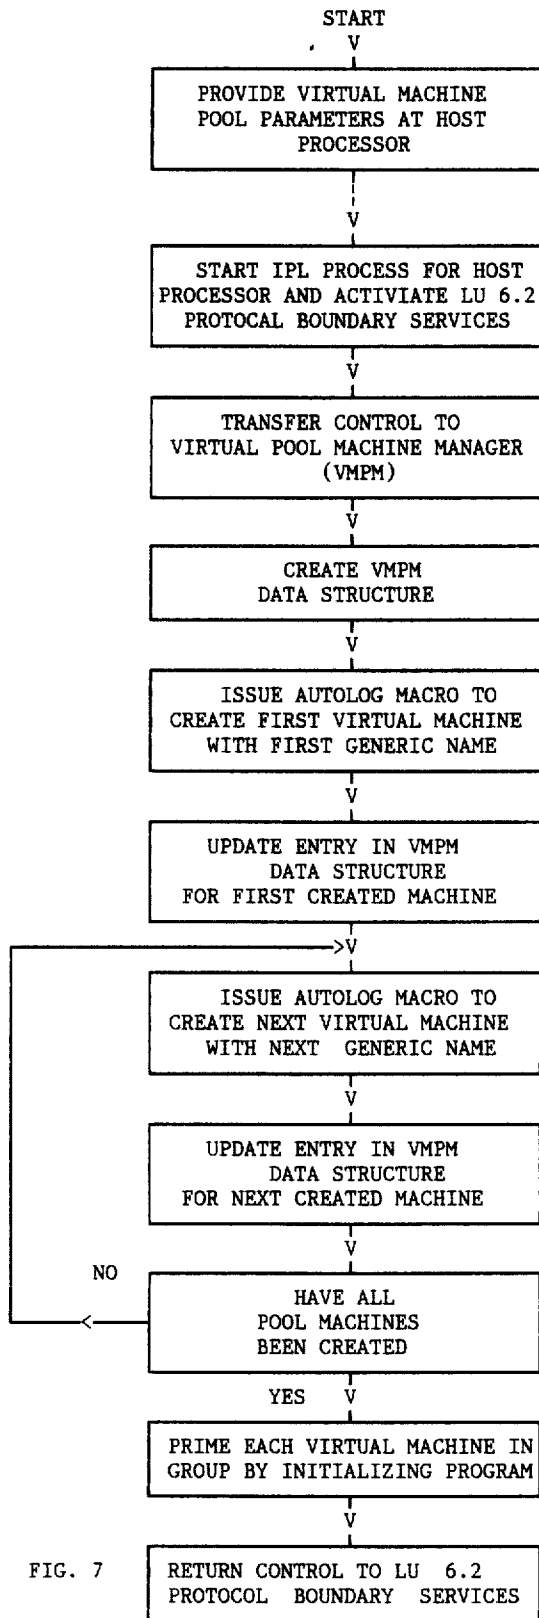 START
V
PROVIDE VIRTUAL MACHINE
POOL PARAMETERS AT HOST
PROCESSOR
V
START IPL PROCESS FOR HOST
PROCESSOR AND ACTIVIATE LU 6.2
PROTOCAL BOUNDARY SERVICES
V
TRANSFER CONTROL TO
VIRTUAL POOL MACHINE MANAGER
(VMPM)
V
CREATE VMPM
DATA STRUCTURE
V
ISSUE AUTOLOG MACRO TO
CREATE FIRST VIRTUAL MACHINE
WITH FIRST GENERIC NAME
V
UPDATE ENTRY IN VMPM
DATA STRUCTURE
FOR FIRST CREATED MACHINE
>V
ISSUE AUTOLOG MACRO TO
CREATE NEXT VIRTUAL MACHINE
WITH NEXT GENERIC NAME
V
UPDATE ENTRY IN VMPM
DATA STRUCTURE
FOR NEXT CREATED MACHINE
V
NO
<
HAVE ALL
POOL MACHINES
BEEN CREATED
YES V
PRIME EACH VIRTUAL MACHINE IN
GROUP BY INITIALIZING PROGRAM
V
FIG. 7
RETURN CONTROL TO LU 6.2
PROTOCOL BOUNDARY SERVICES